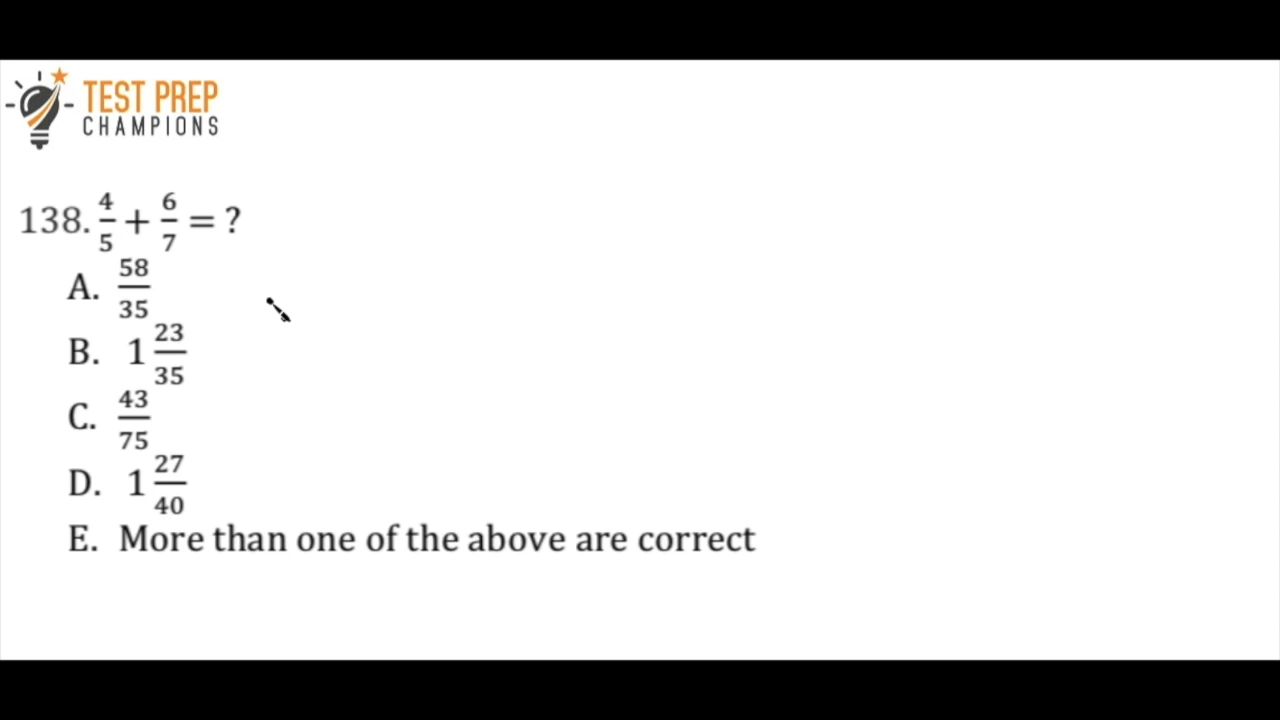 TEST PREP
CHAMPIONS
138. 4/5 + 6/7 = ?
A. 58/35
B. 1 23/35
C. 43/75
D. 1 27/40
E. More than one of the above are correct